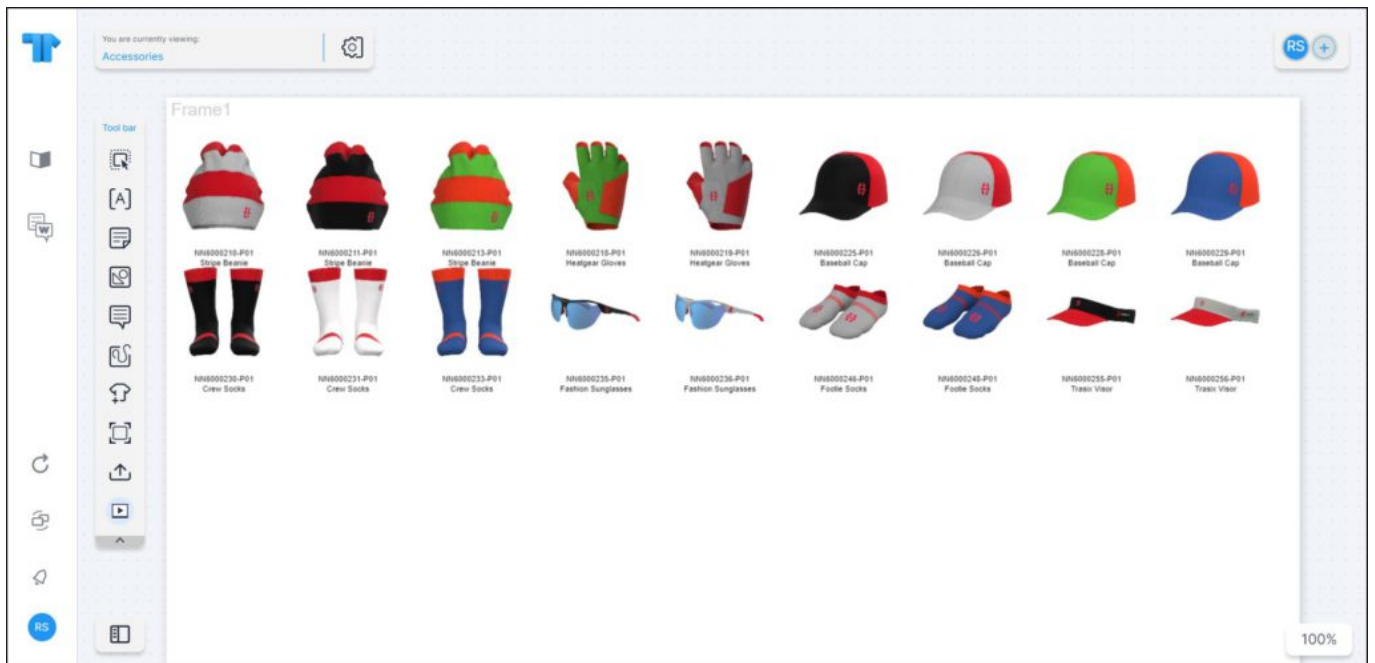 You are currently viewing:
Accessories
RS
Frame1
Tool bar
A
W
NN6000210-P01
Stripe Beanie
NN6000211-P01
Stripe Beanie
NN6000213-P01
Stripe Beanie
NN6000218-P01
Heatgear Gloves
NN6000219-P01
Heatgear Gloves
NN6000225-P01
Baseball Cap
NN6000226-P01
Baseball Cap
NN6000228-P01
Baseball Cap
NN6000229-P01
Baseball Cap
NN6000230-P01
Crew Socks
NN6000231-P01
Crew Socks
NN6000233-P01
Crew Socks
NN6000235-P01
Fashion Sunglasses
NN6000236-P01
Fashion Sunglasses
NN6000246-P01
Footie Socks
NN6000248-P01
Footie Socks
NN6000255-P01
Trasix Visor
NN6000256-P01
Trasix Visor
RS
100%